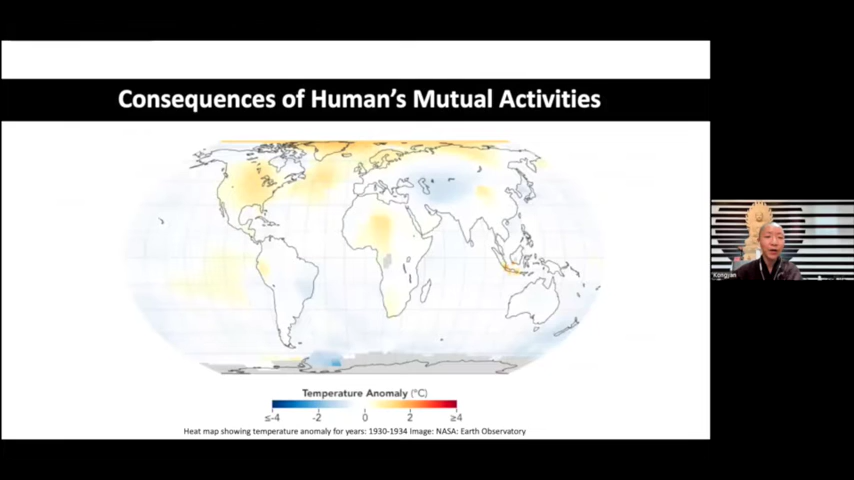 Consequences of Human's Mutual Activities
Temperature Anomaly (°C)
≤-4 -2 0 2 ≥4
Heat map showing temperature anomaly for years: 1930-1934 Image: NASA: Earth Observatory